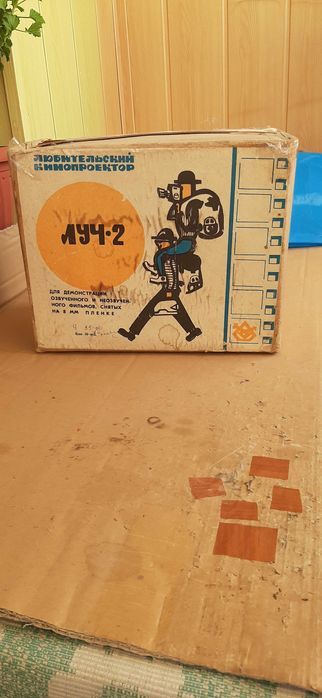 ЛЮБИТЕЛЬСКИЙ
КИНОПРОЕКТОР
ЛУЧ·2
ДЛЯ ДЕМОНСТРАЦИИ
ОЗВУЧЕННОГО И НЕОЗВУЧЕН
НОГО ФИЛЬМОВ, СНЯТЫХ
НА 8 ММ ПЛЕНКЕ